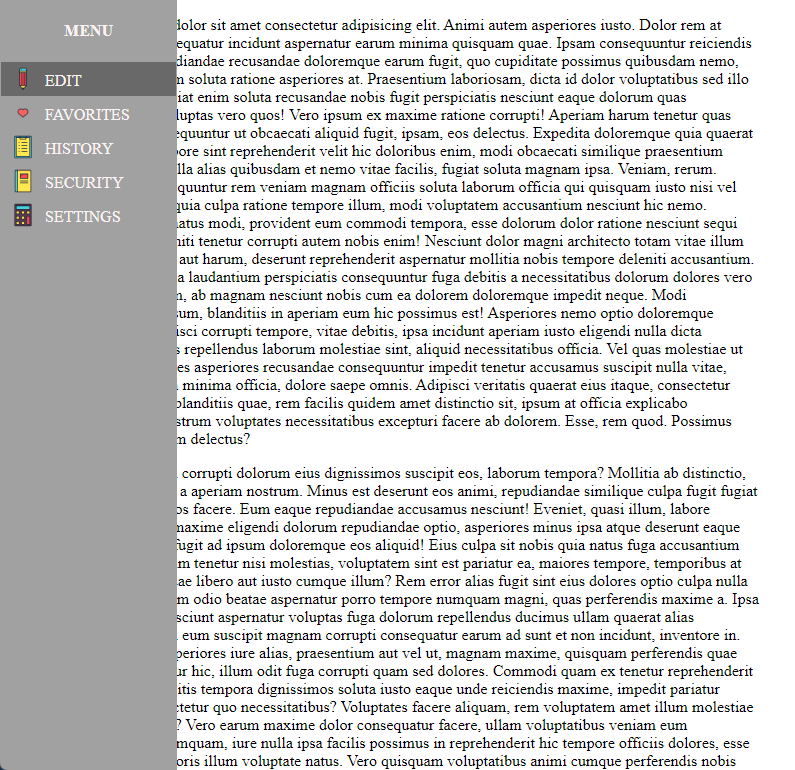 MENU
EDIT
FAVORITES
HISTORY
SECURITY
SETTINGS
dolor sit amet consectetur adipisicing elit. Animi autem asperiores iusto. Dolor rem at
equatur incidunt aspernatur earum minima quisquam quae. Ipsam consequuntur reiciendis
diandae recusandae doloremque earum fugit, quo cupiditate possimus quibusdam nemo,
soluta ratione asperiores at. Praesentium laboriosam, dicta id dolor voluptatibus sed illo
iat enim soluta recusandae nobis fugit perspiciatis nesciunt eaque dolorum quas
luptas vero quos! Vero ipsum ex maxime ratione corrupti! Aperiam harum tenetur quas
equuntur ut obcaecati aliquid fugit, ipsam, eos delectus. Expedita doloremque quia quaerat
ore sint reprehenderit velit hic doloribus enim, modi obcaecati similique praesentium
lla alias quibusdam et nemo vitae facilis, fugiat soluta magnam ipsa. Veniam, rerum.
quuntur rem veniam magnam officiis soluta laborum officia qui quisquam iusto nisi vel
quia culpa ratione tempore illum, modi voluptatem accusantium nesciunt hic nemo.
atus modi, provident eum commodi tempora, esse dolorum dolor ratione nesciunt sequi
niti tenetur corrupti autem nobis enim! Nesciunt dolor magni architecto totam vitae illum
aut harum, deserunt reprehenderit aspernatur mollitia nobis tempore deleniti accusantium.
a laudantium perspiciatis consequuntur fuga debitis a necessitatibus dolorum dolores vero
ab magnam nesciunt nobis cum ea dolorem doloremque impedit neque. Modi
sum, blanditiis in aperiam eum hic possimus est! Asperiores nemo optio doloremque
isci corrupti tempore, vitae debitis, ipsa incidunt aperiam iusto eligendi nulla dicta
repellendus laborum molestiae sint, aliquid necessitatibus officia. Vel quas molestiae ut
es asperiores recusandae consequuntur impedit tenetur accusamus suscipit nulla vitae,
minima officia, dolore saepe omnis. Adipisci veritatis quaerat eius itaque, consectetur
blanditiis quae, rem facilis quidem amet distinctio sit, ipsum at officia explicabo
strum voluptates necessitatibus excepturi facere ab dolorem. Esse, rem quod. Possimus
m delectus?
corrupti dolorum eius dignissimos suscipit eos, laborum tempora? Mollitia ab distinctio,
a aperiam nostrum. Minus est deserunt eos animi, repudiandae similique culpa fugit fugiat
os facere. Eum eaque repudiandae accusamus nesciunt! Eveniet, quasi illum, labore
maxime eligendi dolorum repudiandae optio, asperiores minus ipsa atque deserunt eaque
fugit ad ipsum doloremque eos aliquid! Eius culpa sit nobis quia natus fuga accusantium
m tenetur nisi molestias, voluptatem sint est pariatur ea, maiores tempore, temporibus at
ae libero aut iusto cumque illum? Rem error alias fugit sint eius dolores optio culpa nulla
m odio beatae aspernatur porro tempore numquam magni, quas perferendis maxime a. Ipsa
sciunt aspernatur voluptas fuga dolorum repellendus ducimus ullam quaerat alias
eum suscipit magnam corrupti consequatur earum ad sunt et non incidunt, inventore in.
periores iure alias, praesentium aut vel ut, magnam maxime, quisquam perferendis quae
ur hic, illum odit fuga corrupti quam sed dolores. Commodi quam ex tenetur reprehenderit
itis tempora dignissimos soluta iusto eaque unde reiciendis maxime, impedit pariatur
ctetur quo necessitatibus? Voluptates facere aliquam, rem voluptatem amet illum molestiae
? Vero earum maxime dolor consequatur facere, ullam voluptatibus veniam eum
mquam, iure nulla ipsa facilis possimus in reprehenderit hic tempore officiis dolores, esse
oris illum voluptate natus. Vero quisquam voluptatibus animi cumque perferendis nobis